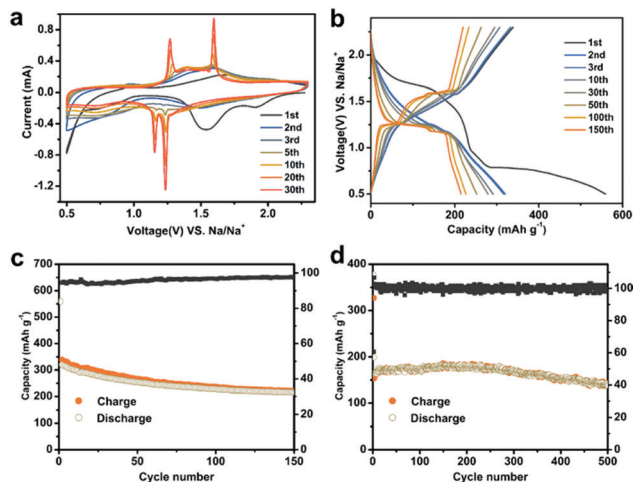 a
Current (mA)
0.8
0.4
0.0
-0.4
-0.8
-1.2
1st
2nd
3rd
5th
10th
20th
30th
0.5 1.0 1.5 2.0
Voltage(V) VS. Na/Na⁺
b
Voltage(V) VS. Na/Na⁺
2.0
1.5
1.0
0.5
1st
2nd
3rd
10th
30th
50th
100th
150th
0 200 400 600
Capacity (mAh g⁻¹)
c
Capacity (mAh g⁻¹)
700
600
500
400
300
200
100
0
100
80
60
40
20
0
Charge
Discharge
0 50 100 150
Cycle number
d
Capacity (mAh g⁻¹)
400
350
300
250
200
150
100
50
0
100
80
60
40
20
0
Charge
Discharge
0 100 200 300 400 500
Cycle number